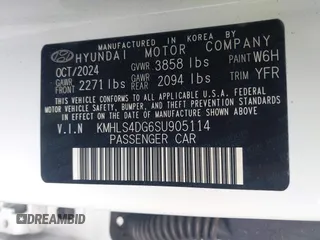 MANUFACTURED IN KOREA BY
HYUNDAI MOTOR COMPANY
OCT/2024 GVWR 3858 lbs PAINT W6H
GAWR FRONT 2271 lbs GAWR REAR 2094 lbs TRIM YFR
THIS VEHICLE CONFORMS TO ALL APPLICABLE U.S. FEDERAL
MOTOR VEHICLE SAFETY, BUMPER, AND THEFT PREVENTION
STANDARDS IN EFFECT ON THE DATE OF MANUFACTURE SHOWN
ABOVE.
V.I.N KMHLS4DG6SU905114
PASSENGER CAR
DREAMBID